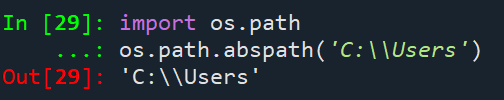 In [29]: import os.path
...: os.path.abspath('C:\\Users')
Out[29]: 'C:\\Users'